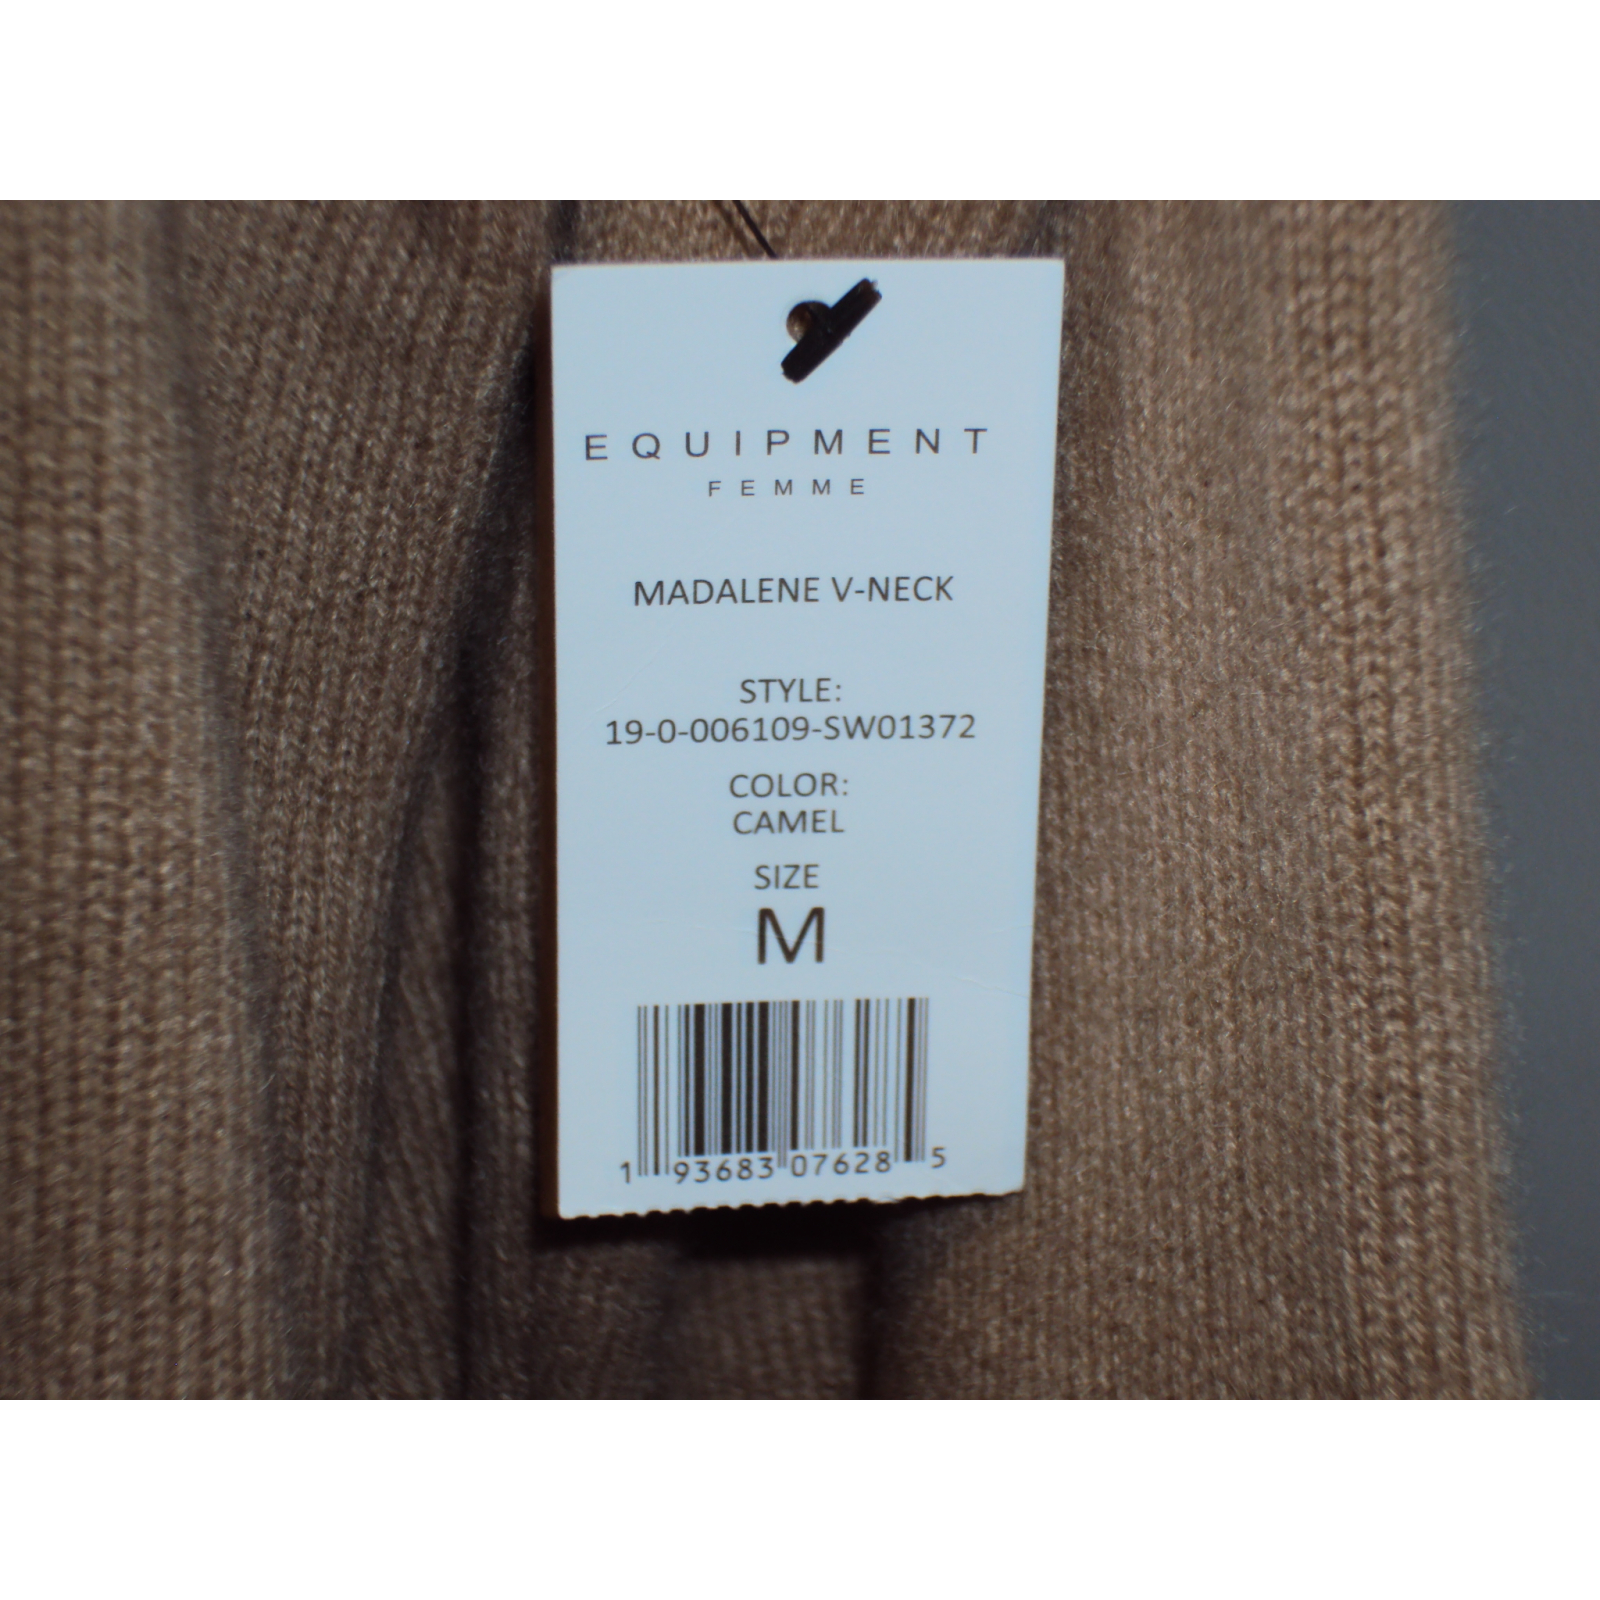 EQUIPMENT
FEMME
MADALENE V-NECK
STYLE:
19-0-006109-SW01372
COLOR:
CAMEL
SIZE
M
1 93683 07628 5